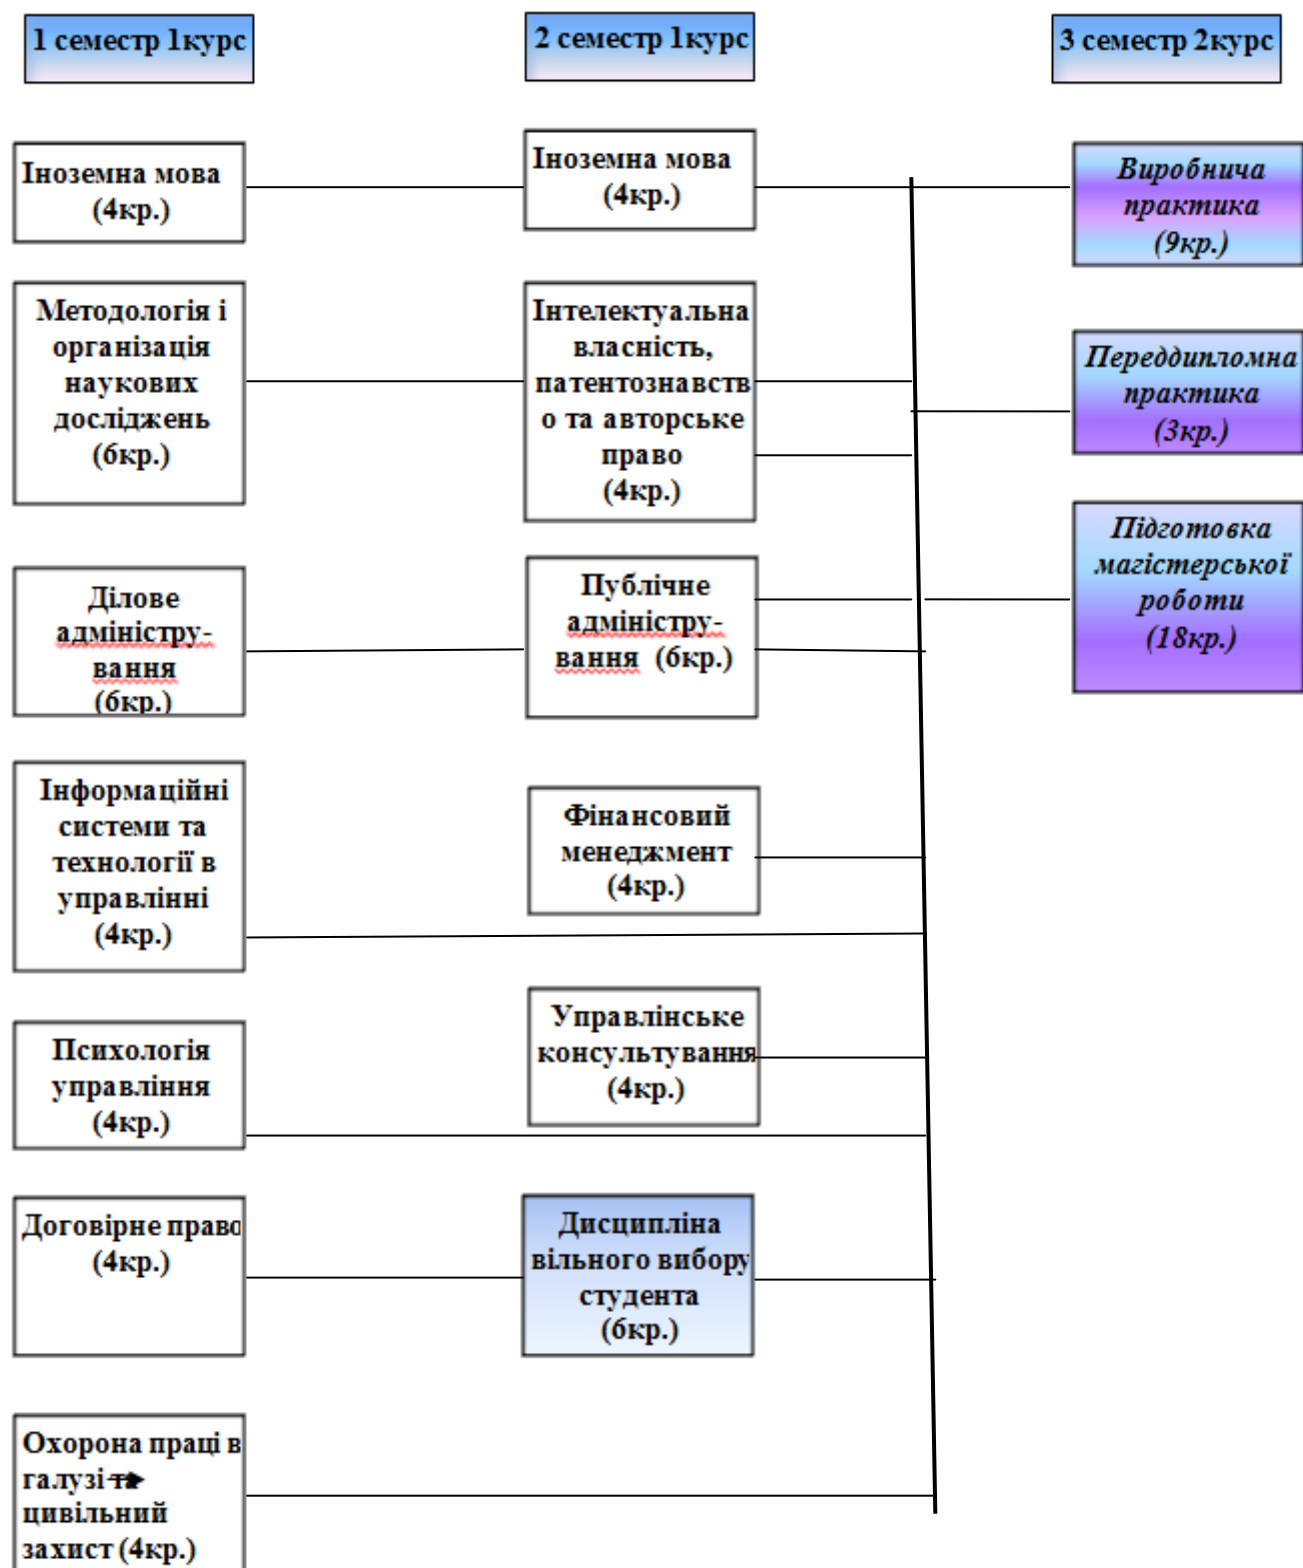 1 семестр 1курс
2 семестр 1курс
3 семестр 2курс
Іноземна мова
(4кр.)
Методологія і
організація
наукових
досліджень
(6кр.)
Ділове
адміністру-
вання
(6кр.)
Інформаційні
системи та
технології в
управлінні
(4кр.)
Психологія
управління
(4кр.)
Договірне право
(4кр.)
Охорона праці в
галузі та
цивільний
захист (4кр.)
Іноземна мова
(4кр.)
Інтелектуальна
власність,
патентознавств
о та авторське
право
(4кр.)
Публічне
адміністру-
вання (6кр.)
Фінансовий
менеджмент
(4кр.)
Управлінське
консультування
(4кр.)
Дисципліна
вільного вибору
студента
(6кр.)
Виробнича
практика
(9кр.)
Переддипломна
практика
(3кр.)
Підготовка
магістерської
роботи
(18кр.)